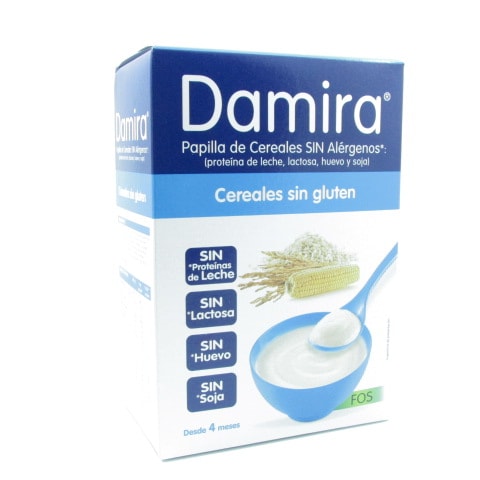 Damira®
Papilla de Cereales SIN Alérgenos*:
(proteína de leche, lactosa, huevo y soja)
Cereales sin gluten
SIN
*Proteínas
de Leche
SIN
*Lactosa
SIN
*Huevo
SIN
*Soja
FOS
Desde 4 meses
Damira